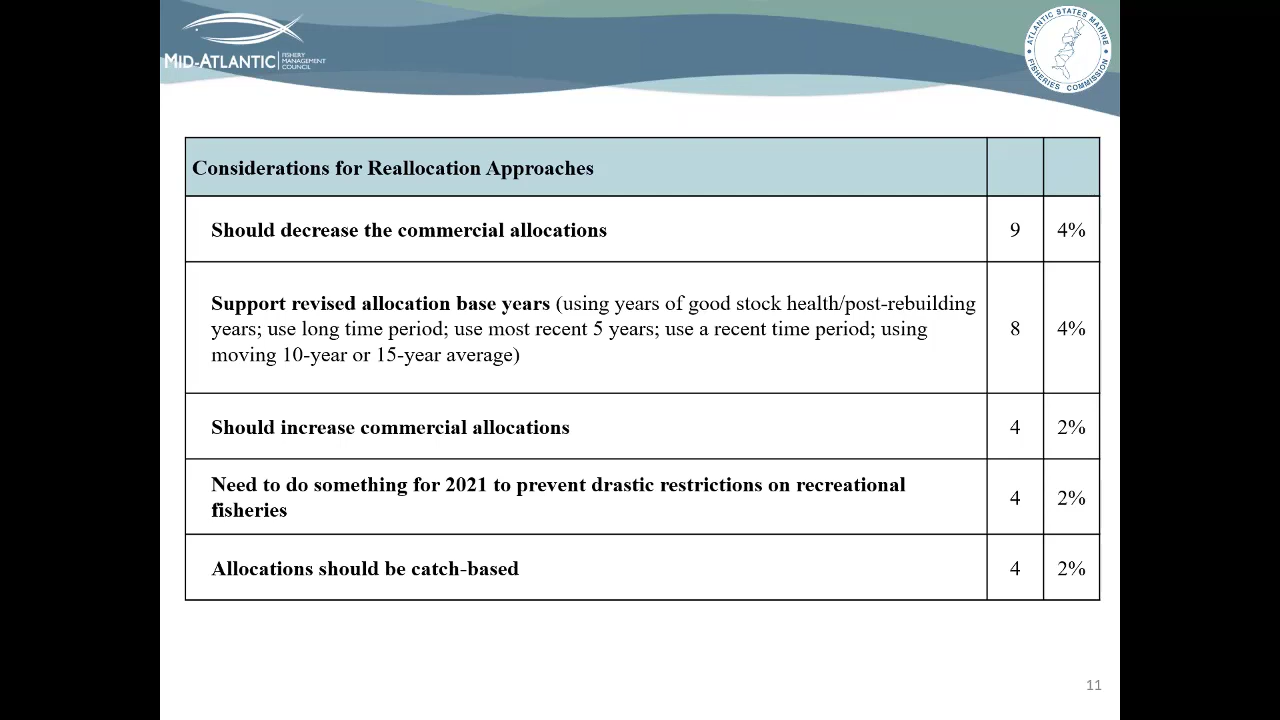 MID-ATLANTIC
FISHERY
MANAGEMENT
COUNCIL
ATLANTIC STATES MARINE
FISHERIES COMMISSION
Considerations for Reallocation Approaches
Should decrease the commercial allocations
9
4%
Support revised allocation base years (using years of good stock health/post-rebuilding
years; use long time period; use most recent 5 years; use a recent time period; using
moving 10-year or 15-year average)
8
4%
Should increase commercial allocations
4
2%
Need to do something for 2021 to prevent drastic restrictions on recreational
fisheries
4
2%
Allocations should be catch-based
4
2%
11